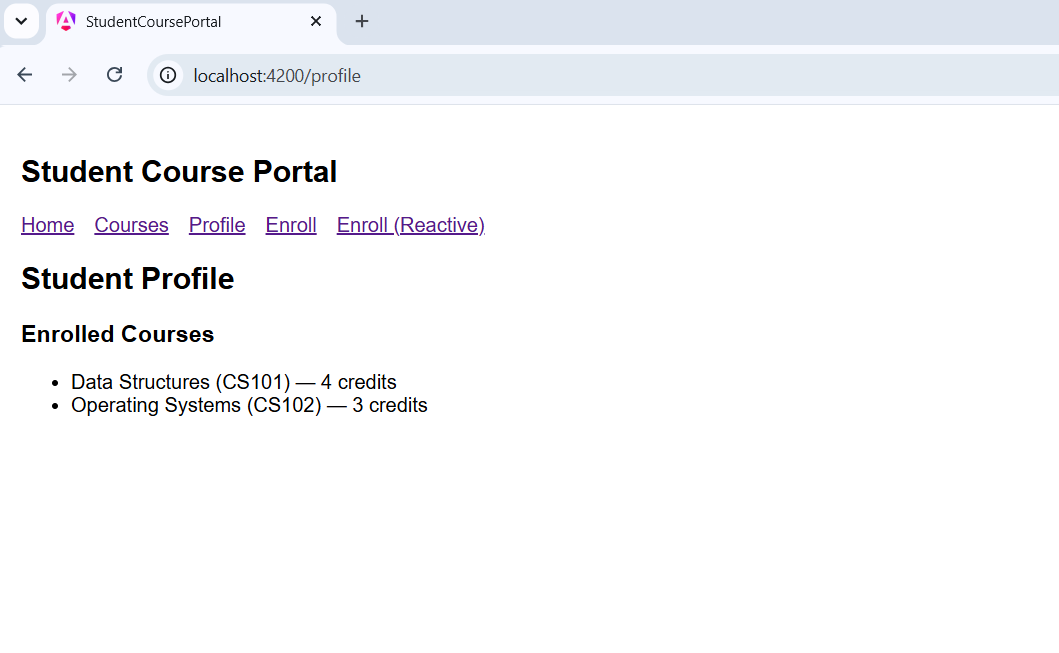 StudentCoursePortal
localhost:4200/profile
Student Course Portal
Home Courses Profile Enroll Enroll (Reactive)
Student Profile
Enrolled Courses
• Data Structures (CS101) — 4 credits
• Operating Systems (CS102) — 3 credits